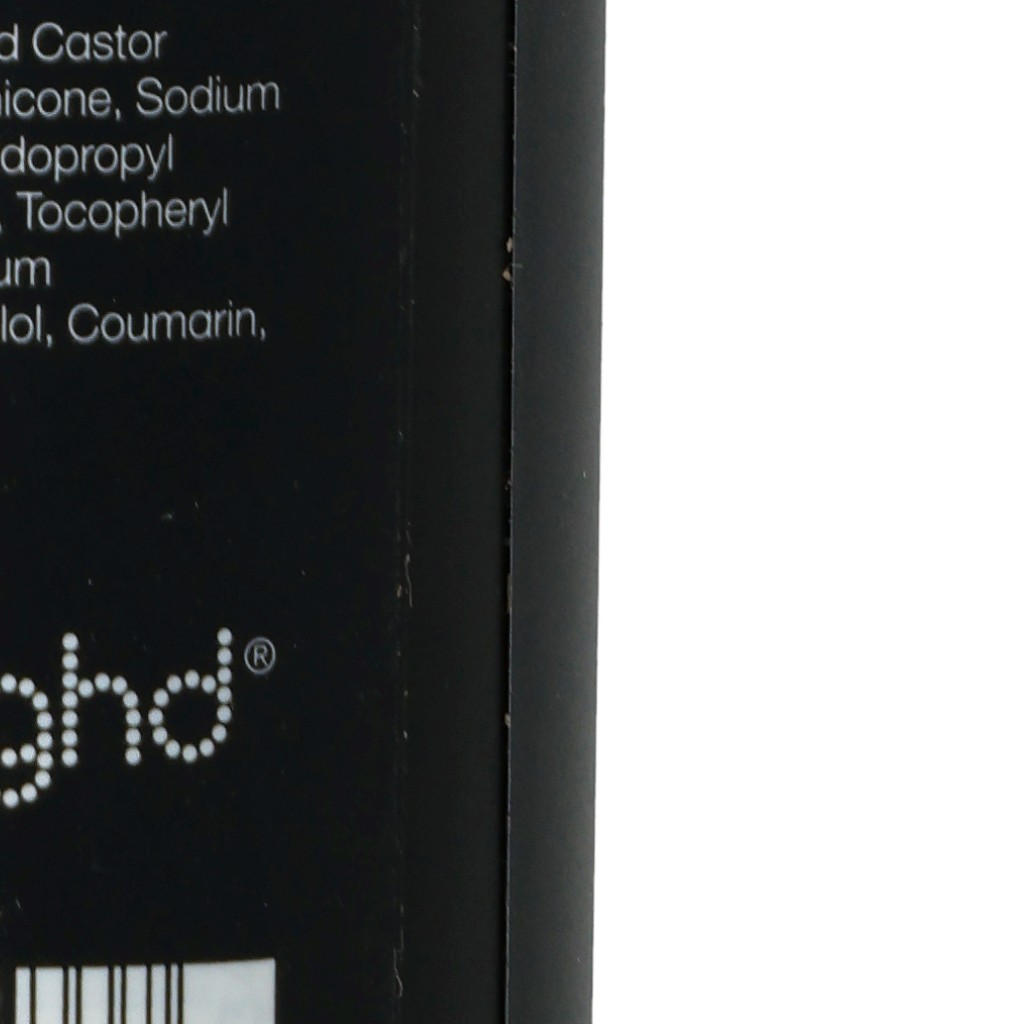 d Castor
icone, Sodium
dopropyl
, Tocopheryl
um
lol, Coumarin,
ghd®